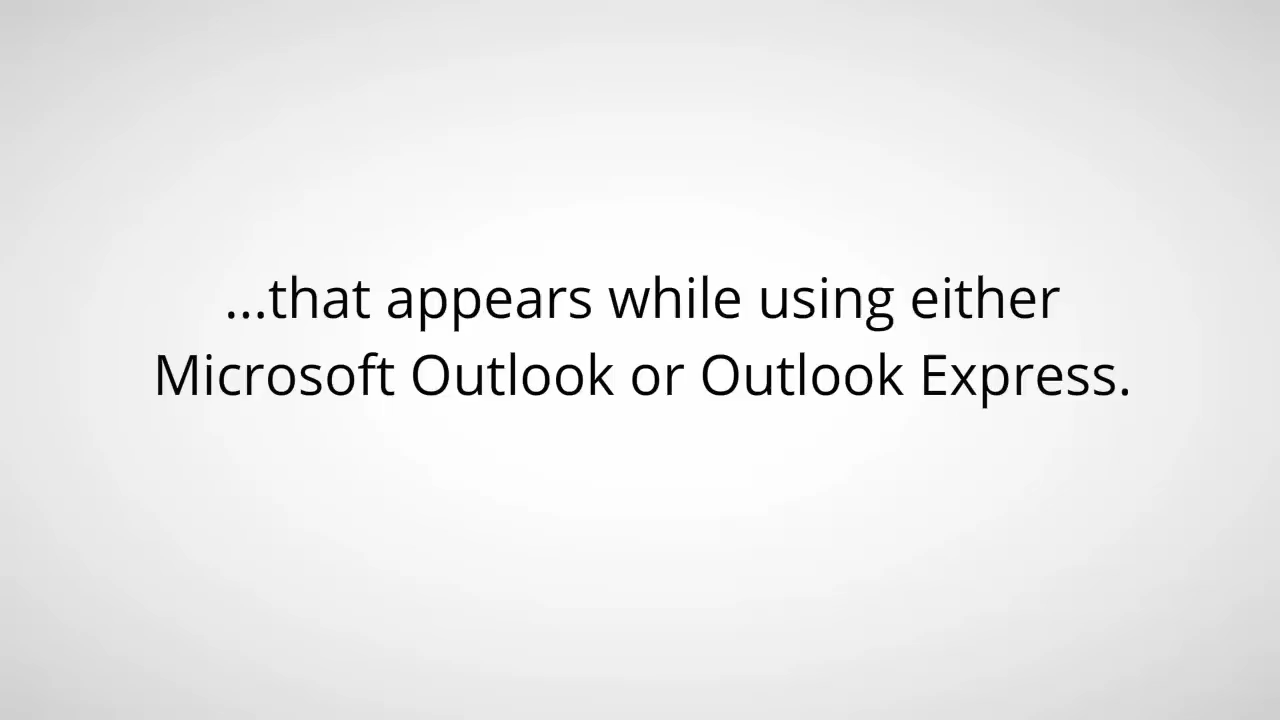 ...that appears while using either
Microsoft Outlook or Outlook Express.